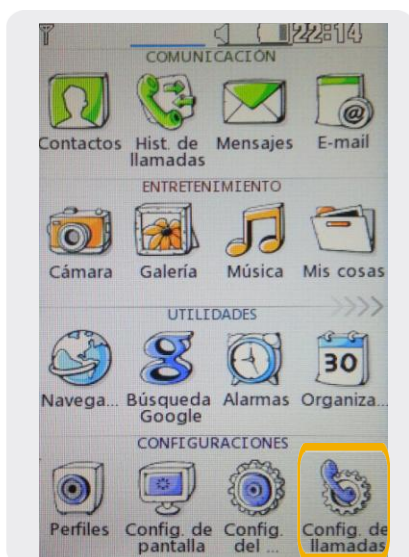 22:14
COMUNICACIÓN
Contactos Hist. de Mensajes E-mail
llamadas
ENTRETENIMIENTO
Cámara Galería Música Mis cosas
UTILIDADES
30
Navega... Búsqueda Alarmas Organiza...
Google
CONFIGURACIONES
Perfiles Config. de Config. Config. de
pantalla del ... llamadas